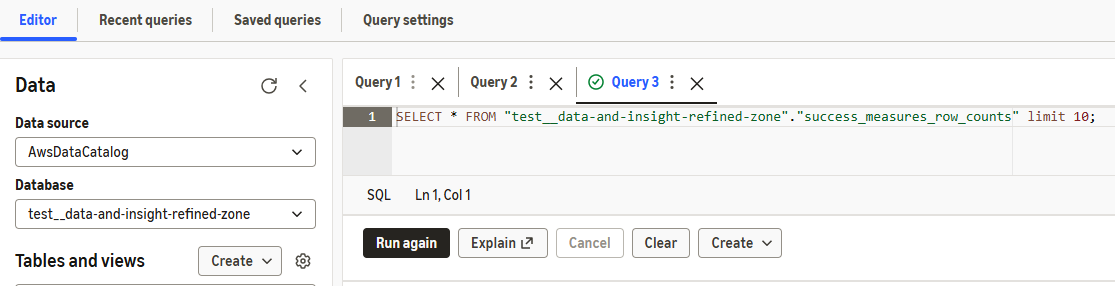 Editor Recent queries Saved queries Query settings
Data
Data source
AwsDataCatalog
Database
test__data-and-insight-refined-zone
Tables and views Create
Query 1 Query 2 Query 3
1 SELECT * FROM "test__data-and-insight-refined-zone"."success_measures_row_counts" limit 10;
SQL Ln 1, Col 1
Run again Explain Cancel Clear Create